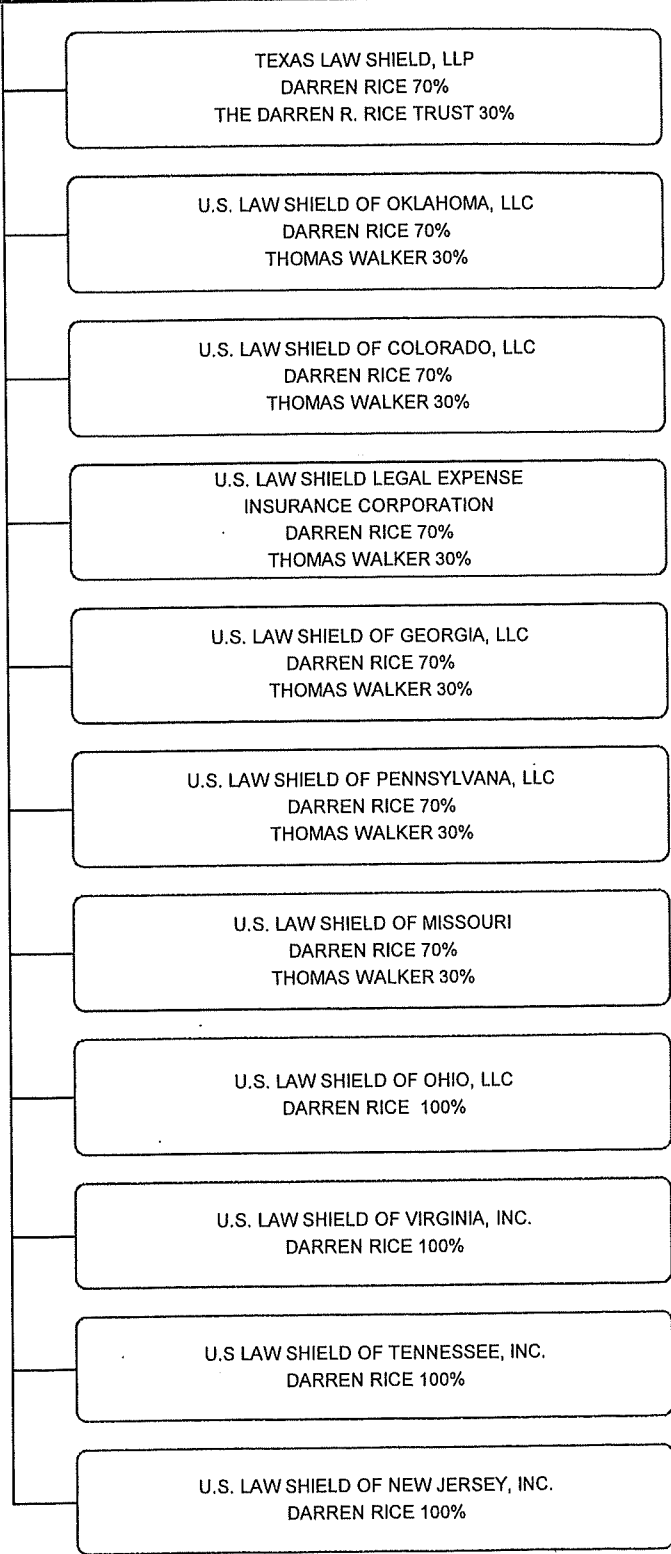 TEXAS LAW SHIELD, LLP
DARREN RICE 70%
THE DARREN R. RICE TRUST 30%
U.S. LAW SHIELD OF OKLAHOMA, LLC
DARREN RICE 70%
THOMAS WALKER 30%
U.S. LAW SHIELD OF COLORADO, LLC
DARREN RICE 70%
THOMAS WALKER 30%
U.S. LAW SHIELD LEGAL EXPENSE
INSURANCE CORPORATION
DARREN RICE 70%
THOMAS WALKER 30%
U.S. LAW SHIELD OF GEORGIA, LLC
DARREN RICE 70%
THOMAS WALKER 30%
U.S. LAW SHIELD OF PENNSYLVANA, LLC
DARREN RICE 70%
THOMAS WALKER 30%
U.S. LAW SHIELD OF MISSOURI
DARREN RICE 70%
THOMAS WALKER 30%
U.S. LAW SHIELD OF OHIO, LLC
DARREN RICE 100%
U.S. LAW SHIELD OF VIRGINIA, INC.
DARREN RICE 100%
U.S LAW SHIELD OF TENNESSEE, INC.
DARREN RICE 100%
U.S. LAW SHIELD OF NEW JERSEY, INC.
DARREN RICE 100%